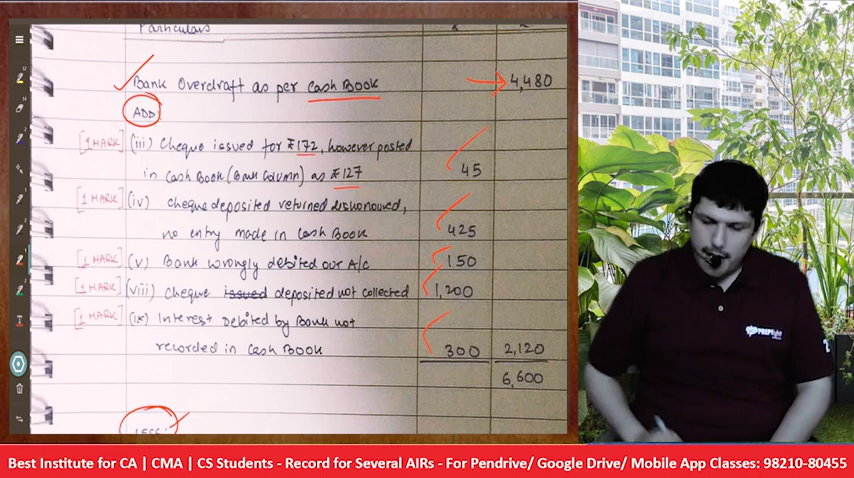 Particulars
Bank Overdraft as per Cash Book 4,480
ADD:
[1 MARK] (iii) Cheque issued for ₹172, however posted
in Cash Book (Bank Column) as ₹127 45
[1 MARK] (iv) Cheque deposited returned dishonoured,
no entry made in Cash Book 425
[1 MARK] (v) Bank wrongly debited our A/c 150
[1 MARK] (viii) Cheque issued deposited not collected 1,200
[1 MARK] (ix) Interest Debited by Bank not
recorded in Cash Book 300 2,120
6,600
LESS:
Best Institute for CA | CMA | CS Students - Record for Several AIRs - For Pendrive/ Google Drive/ Mobile App Classes: 98210-80455